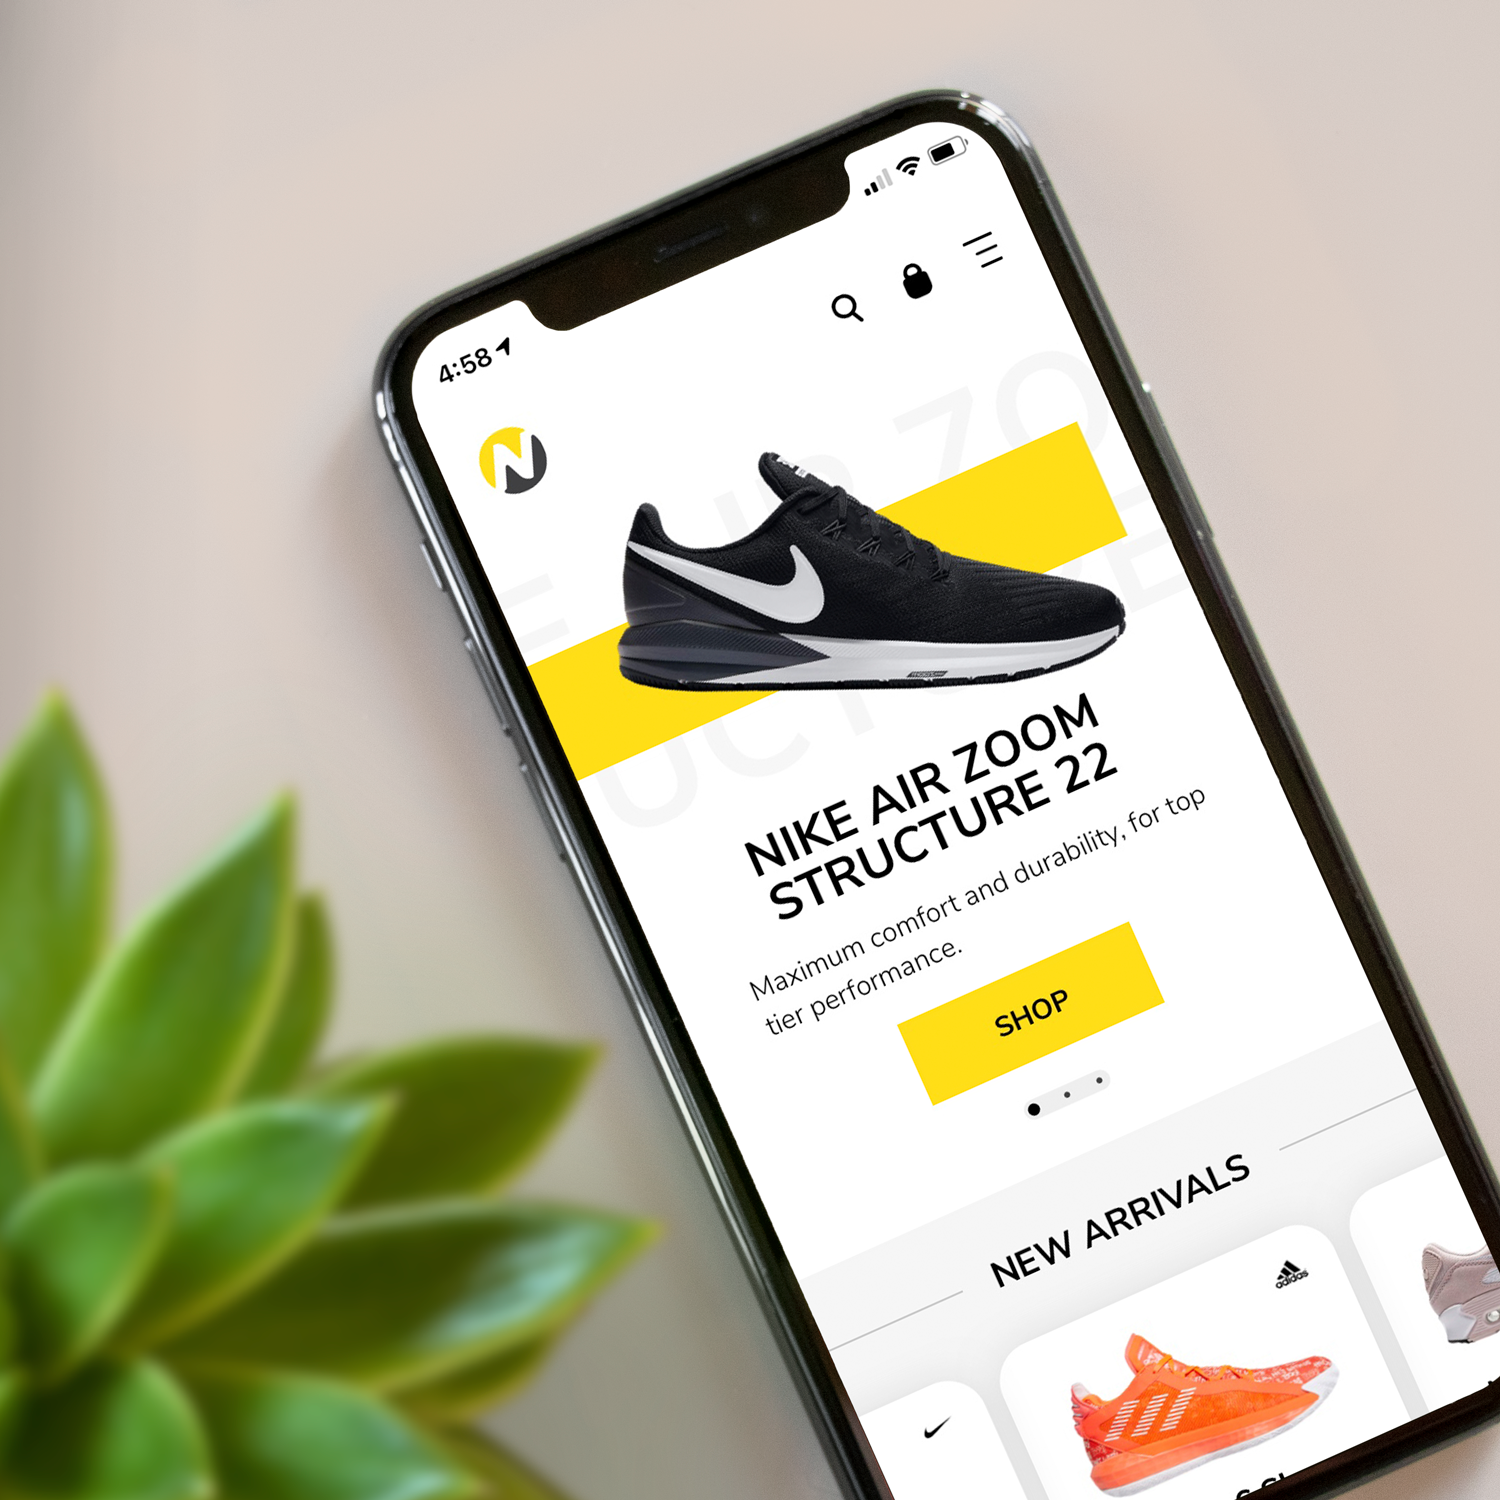 4:58
N
NIKE AIR ZOOM
STRUCTURE 22
Maximum comfort and durability, for top
tier performance.
SHOP
NEW ARRIVALS
adidas